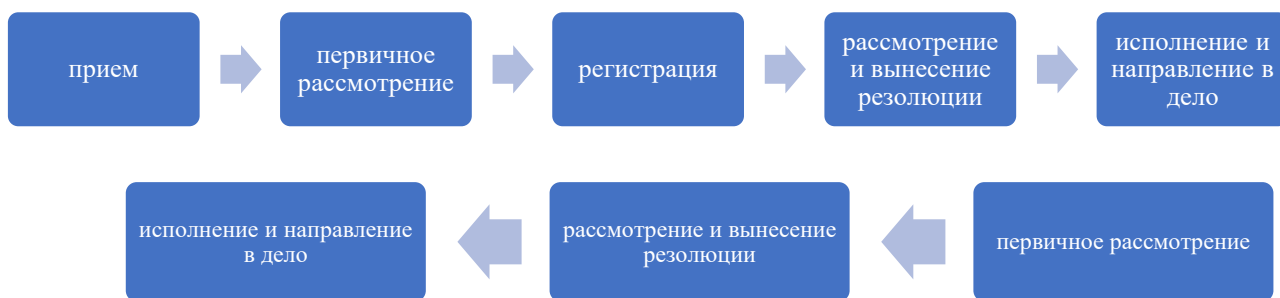 прием
первичное
рассмотрение
регистрация
рассмотрение
и вынесение
резолюции
исполнение и
направление в
дело
исполнение и направление
в дело
рассмотрение и вынесение
резолюции
первичное рассмотрение